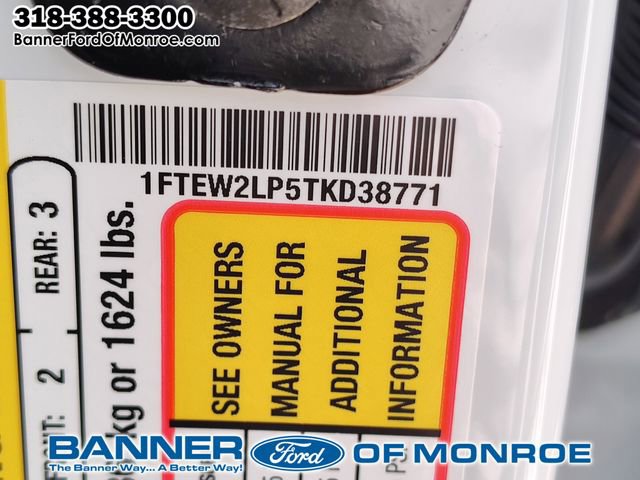 318-388-3300
BannerFordOfMonroe.com
1FTEW2LP5TKD38771
REAR: 3
2
kg or 1624 lbs.
SEE OWNERS
MANUAL FOR
ADDITIONAL
INFORMATION
BANNER Ford OF MONROE
The Banner Way... A Better Way!